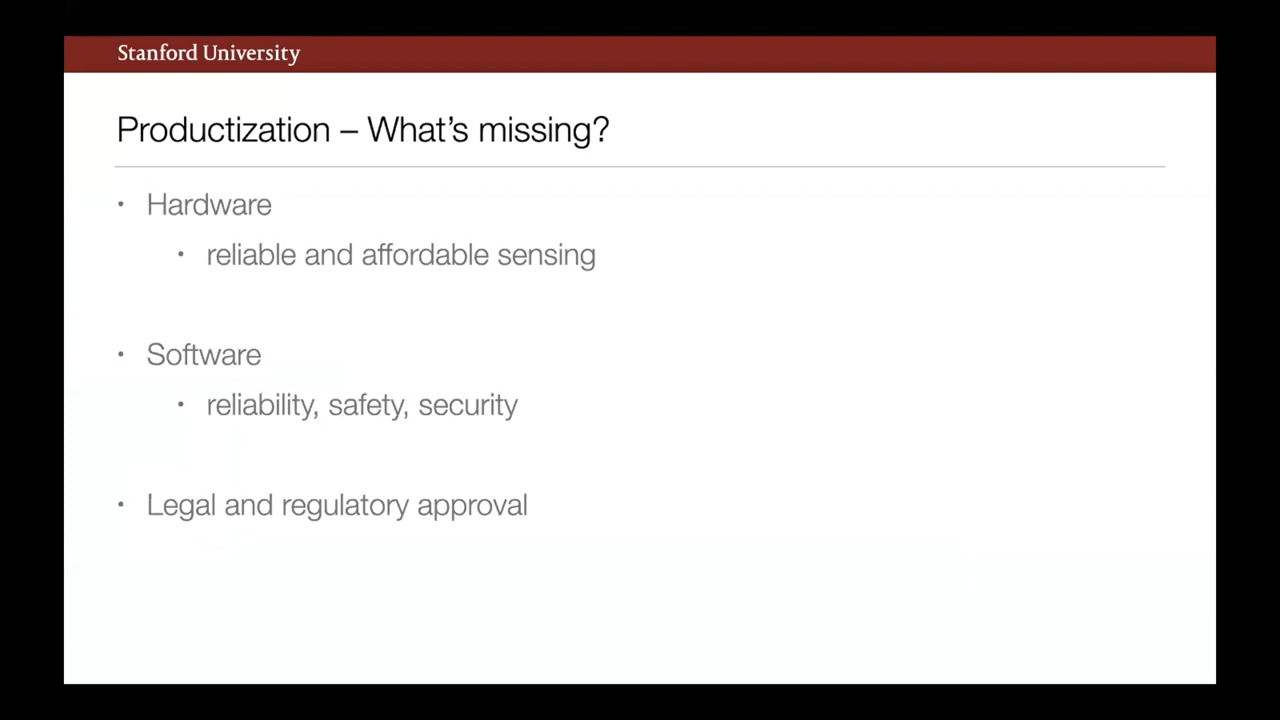 Stanford University
Productization – What's missing?
• Hardware
• reliable and affordable sensing
• Software
• reliability, safety, security
• Legal and regulatory approval